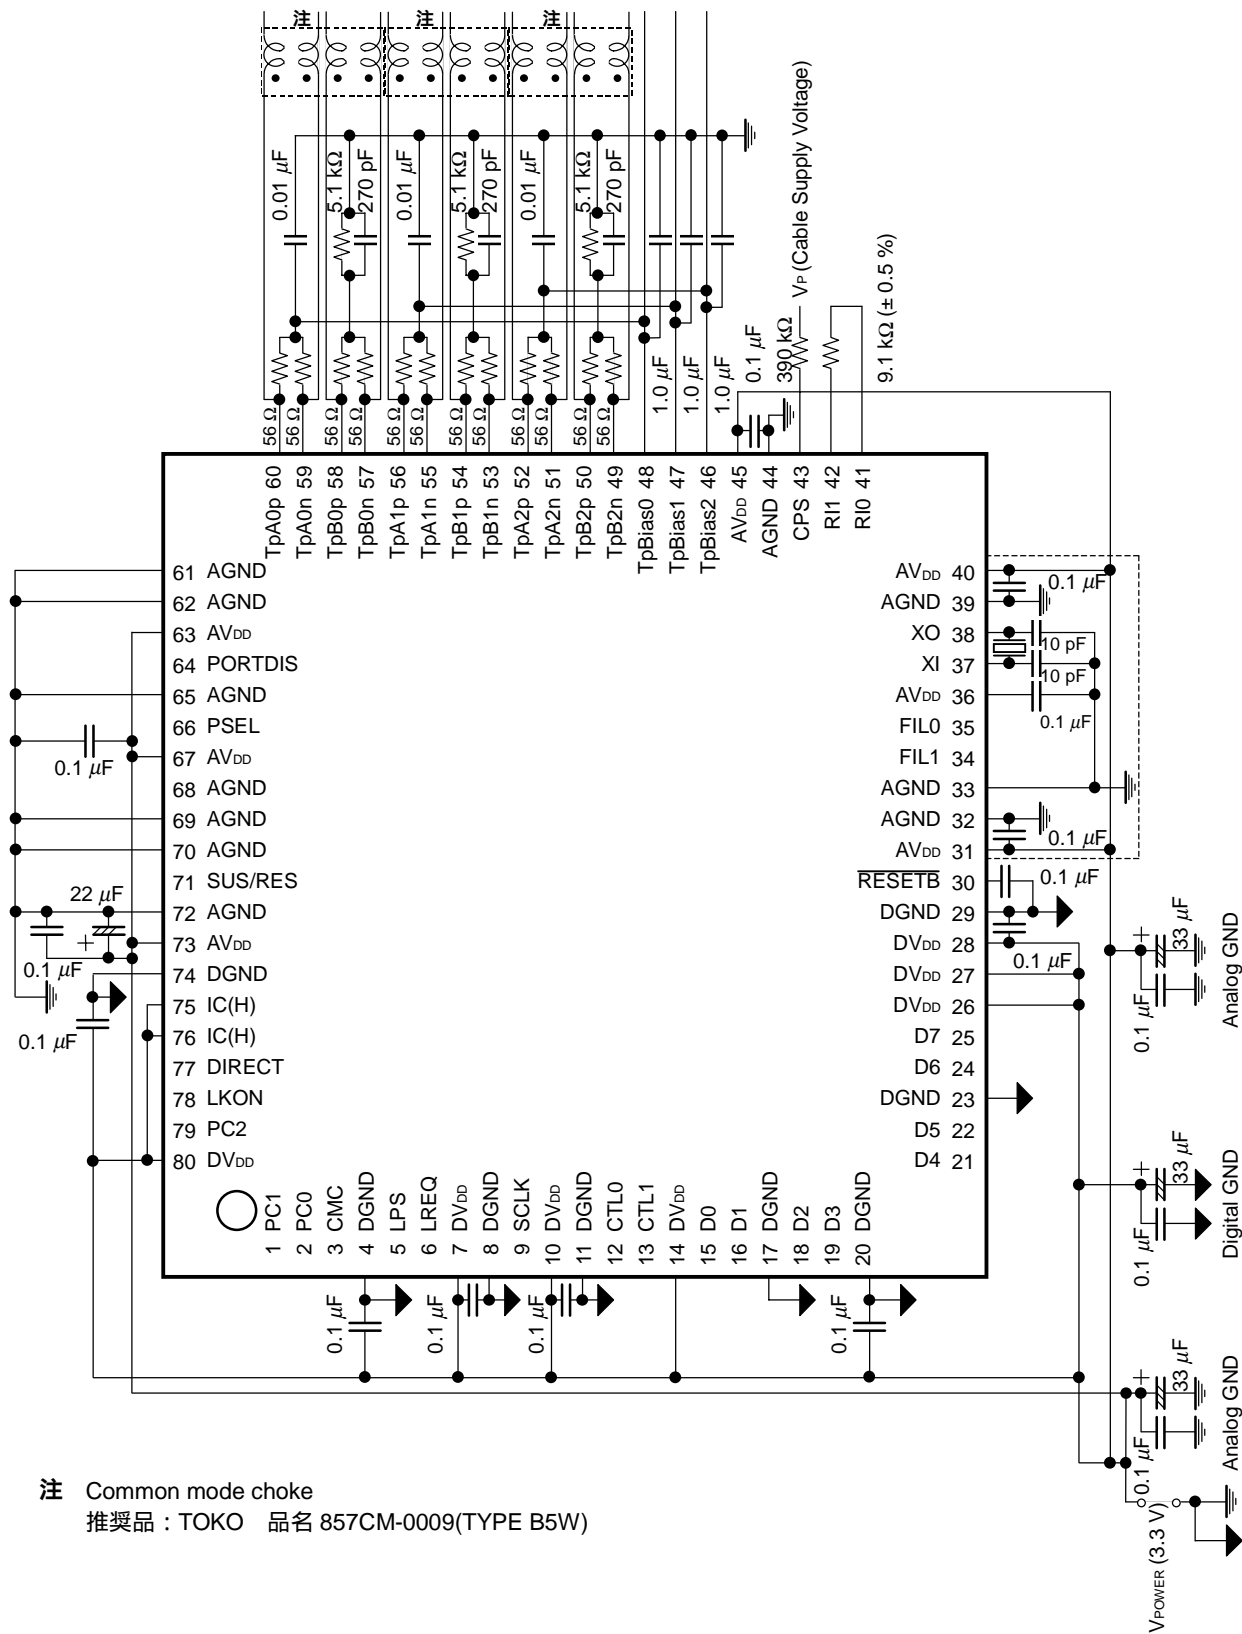 注 注 注
0.01 μF
5.1 kΩ
270 pF
0.01 μF
5.1 kΩ
270 pF
0.01 μF
5.1 kΩ
270 pF
VP (Cable Supply Voltage)
9.1 kΩ (± 0.5 %)
390 kΩ
0.1 μF
1.0 μF
1.0 μF
1.0 μF
56 Ω
56 Ω
56 Ω
56 Ω
56 Ω
56 Ω
56 Ω
56 Ω
56 Ω
56 Ω
56 Ω
56 Ω
TpA0p 60
TpA0n 59
TpB0p 58
TpB0n 57
TpA1p 56
TpA1n 55
TpB1p 54
TpB1n 53
TpA2p 52
TpA2n 51
TpB2p 50
TpB2n 49
TpBias0 48
TpBias1 47
TpBias2 46
AVDD 45
AGND 44
CPS 43
RI1 42
RI0 41
61 AGND
62 AGND
63 AVDD
64 PORTDIS
65 AGND
66 PSEL
67 AVDD
68 AGND
69 AGND
70 AGND
71 SUS/RES
72 AGND
73 AVDD
74 DGND
75 IC(H)
76 IC(H)
77 DIRECT
78 LKON
79 PC2
80 DVDD
0.1 μF
22 μF
+
0.1 μF
0.1 μF
AVDD 40
AGND 39
XO 38
XI 37
AVDD 36
FIL0 35
FIL1 34
AGND 33
AGND 32
AVDD 31
RESETB 30
DGND 29
DVDD 28
DVDD 27
DVDD 26
D7 25
D6 24
DGND 23
D5 22
D4 21
0.1 μF
10 pF
10 pF
0.1 μF
0.1 μF
0.1 μF
0.1 μF
1 PC1
2 PC0
3 CMC
4 DGND
5 LPS
6 LREQ
7 DVDD
8 DGND
9 SCLK
10 DVDD
11 DGND
12 CTL0
13 CTL1
14 DVDD
15 D0
16 D1
17 DGND
18 D2
19 D3
20 DGND
0.1 μF
0.1 μF
0.1 μF
0.1 μF
+
33 μF
0.1 μF
Analog GND
+
33 μF
0.1 μF
Digital GND
+
33 μF
0.1 μF
Analog GND
VPOWER (3.3 V)
注 Common mode choke
推奨品：TOKO 品名 857CM-0009(TYPE B5W)